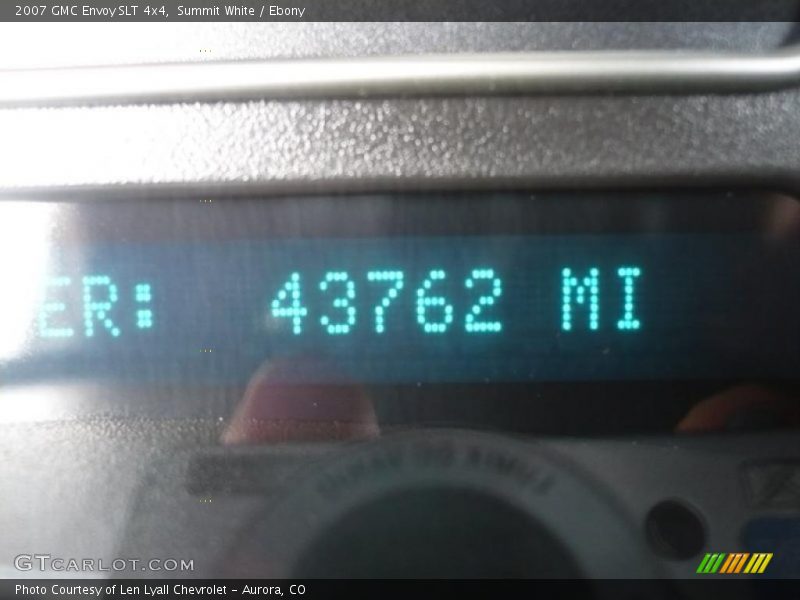 2007 GMC Envoy SLT 4x4, Summit White / Ebony
ER: 43762 MI
GTCARLOT.COM
Photo Courtesy of Len Lyall Chevrolet - Aurora, CO